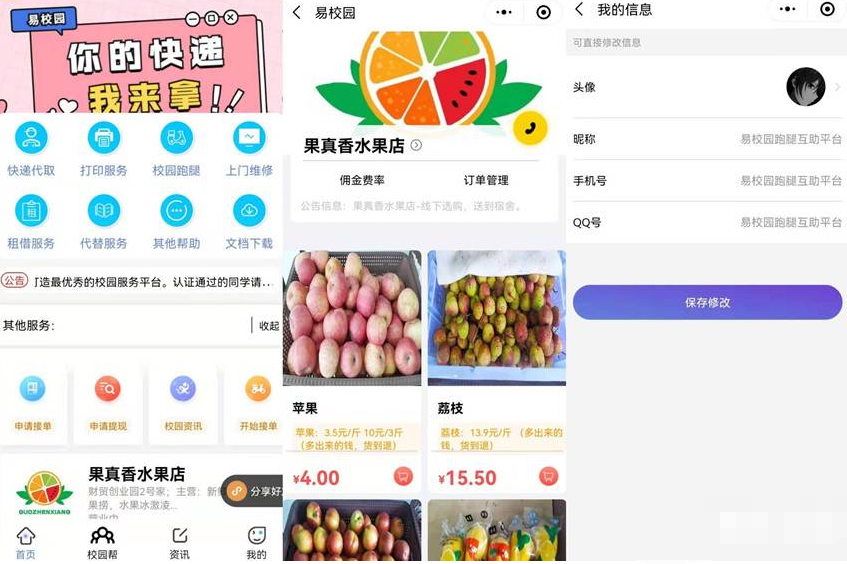 易校园
你的快递
我来拿!!
快递代取
打印服务
校园跑腿
上门维修
租借服务
代替服务
其他帮助
文档下载
公告
造最优秀的校园服务平台。认证通过的同学请...
其他服务:
收起
申请接单
申请提现
校园资讯
开始接单
GUOZHENXIANG
果真香水果店
财贸创业园2号家;主营:新
果捞,水果冰激凌...
分享好
首页
校园帮
资讯
我的
易校园
果真香水果店
佣金费率
订单管理
公告信息:果真香水果店-线下选购,送到宿舍。
苹果
苹果:3.5元/斤 10元/3斤
(多出来的钱,货到退)
¥4.00
荔枝
荔枝:13.9元/斤 (多出来的
钱,货到退)
¥15.50
我的信息
可直接修改信息
头像
昵称
易校园跑腿互助平台
手机号
易校园跑腿互助平台
QQ号
易校园跑腿互助平台
保存修改